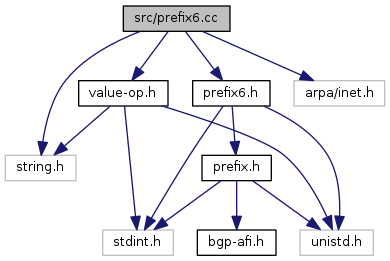 src/prefix6.cc
value-op.h
prefix6.h
arpa/inet.h
string.h
prefix.h
stdint.h
bgp-afi.h
unistd.h